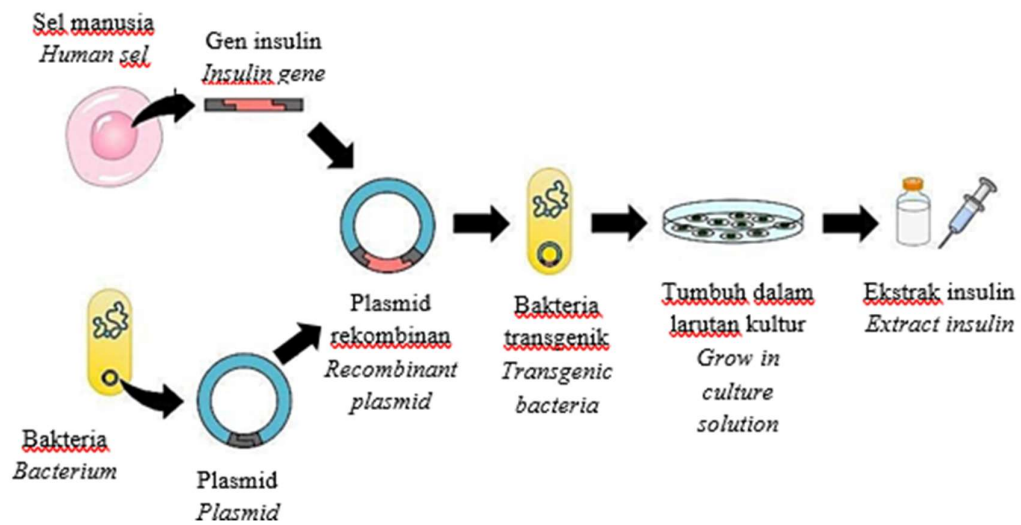 Sel manusia
Human sel
Gen insulin
Insulin gene
Plasmid
rekombinan
Recombinant
plasmid
Bakteria
transgenik
Transgenic
bacteria
Tumbuh dalam
larutan kultur
Grow in
culture
solution
Ekstrak insulin
Extract insulin
Bakteria
Bacterium
Plasmid
Plasmid